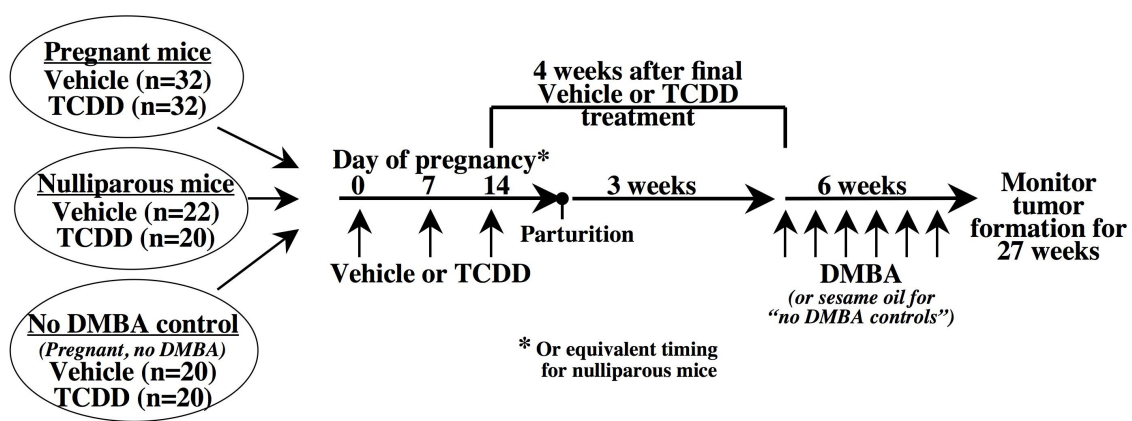 Pregnant mice
Vehicle (n=32)
TCDD (n=32)
Nulliparous mice
Vehicle (n=22)
TCDD (n=20)
No DMBA control
(Pregnant, no DMBA)
Vehicle (n=20)
TCDD (n=20)
4 weeks after final
Vehicle or TCDD
treatment
Day of pregnancy*
0 7 14
Parturition
Vehicle or TCDD
3 weeks
6 weeks
DMBA
(or sesame oil for
“no DMBA controls”)
Monitor
tumor
formation for
27 weeks
* Or equivalent timing
for nulliparous mice